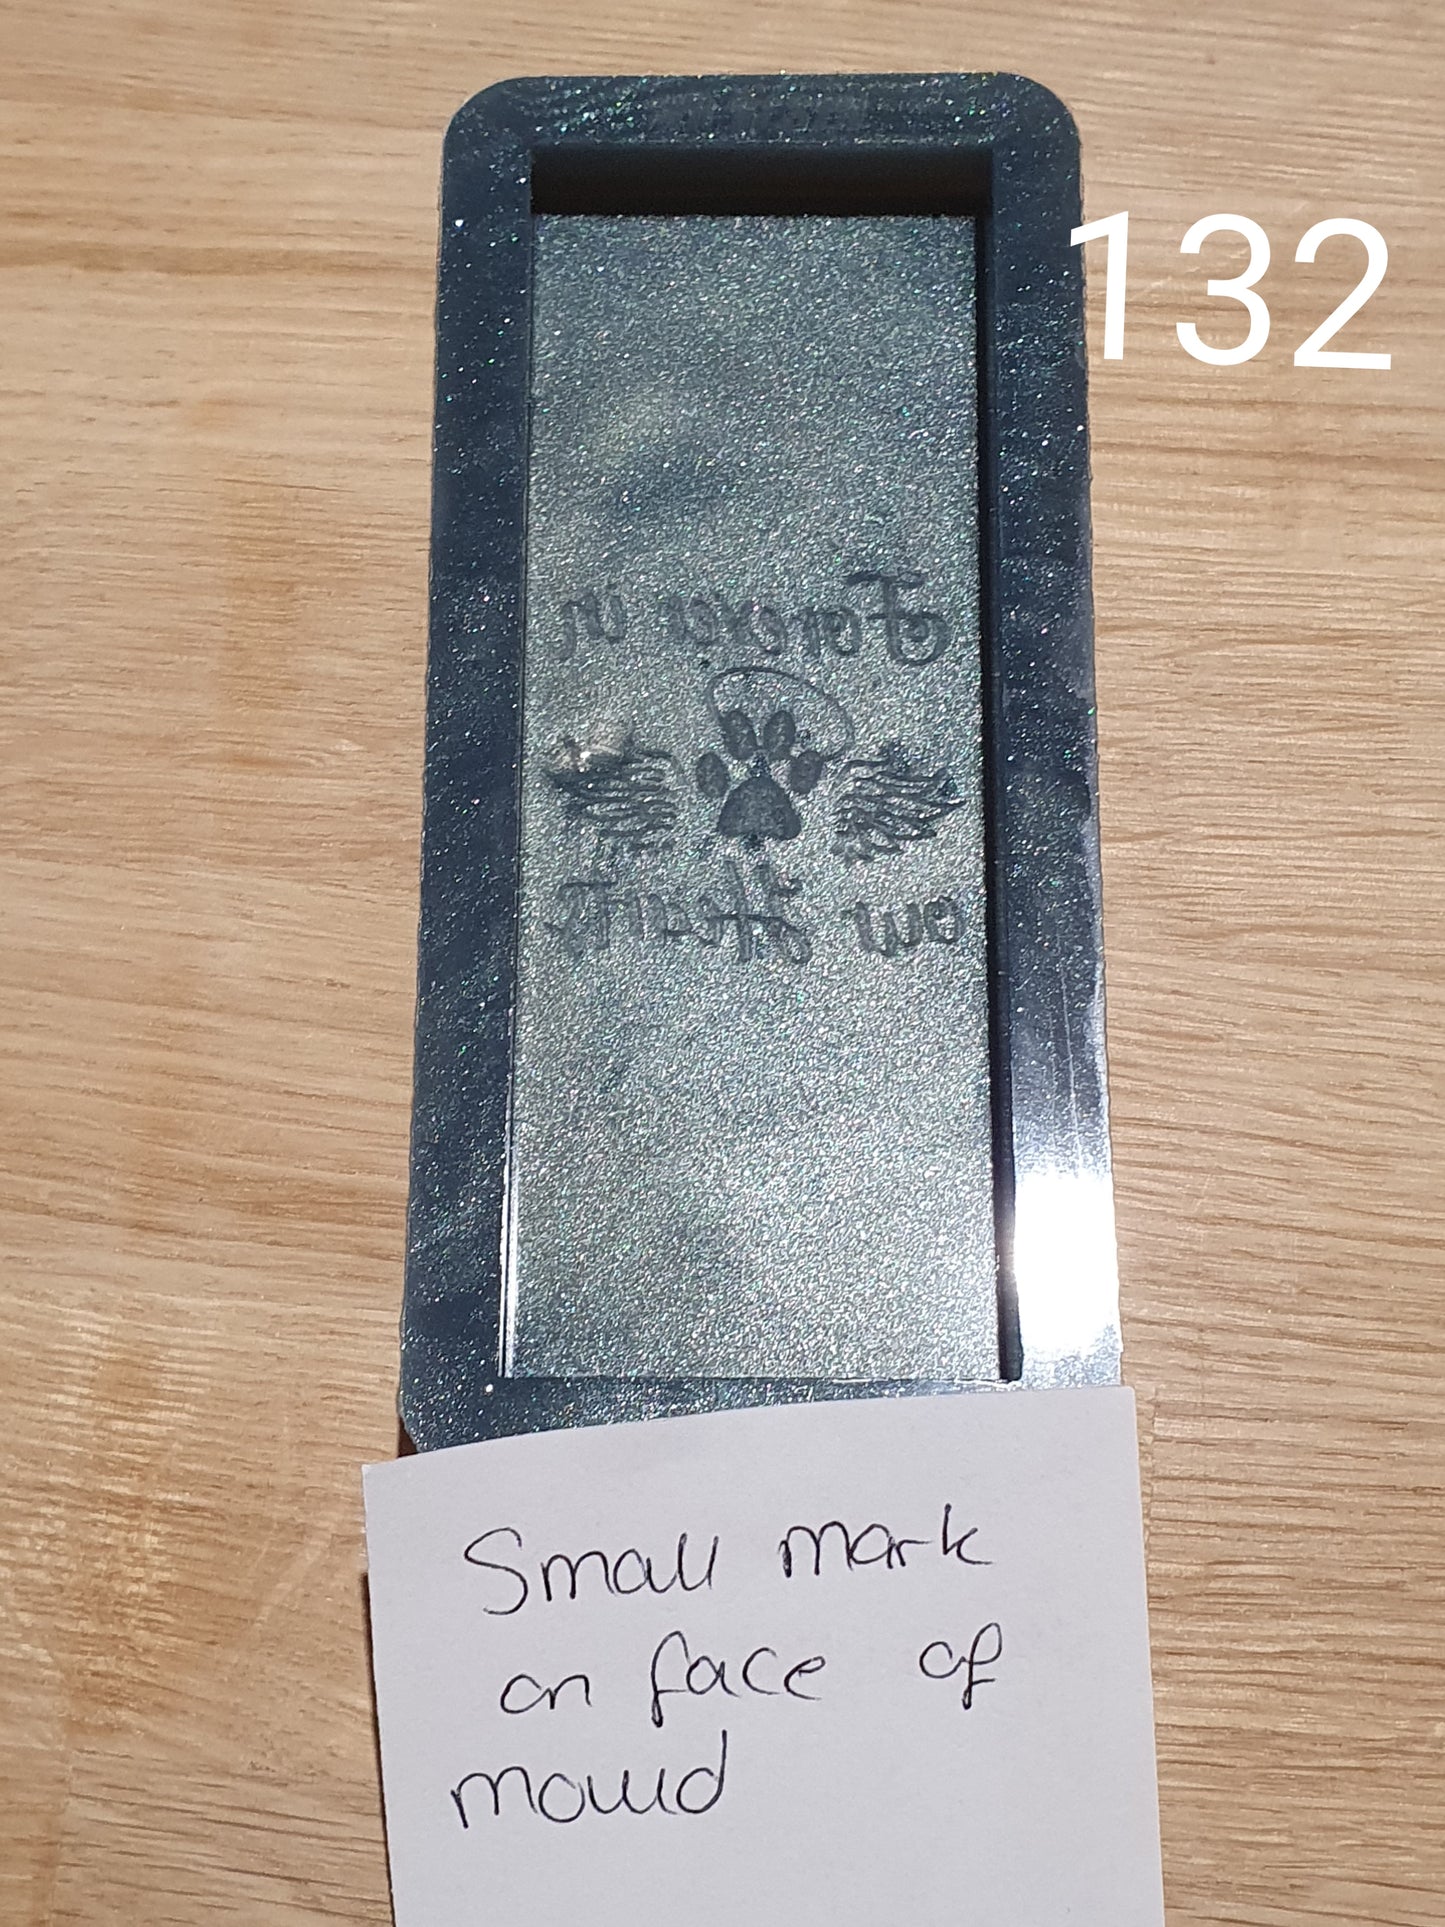 132
Forever in
our Hearts
Small mark
on face of
mould